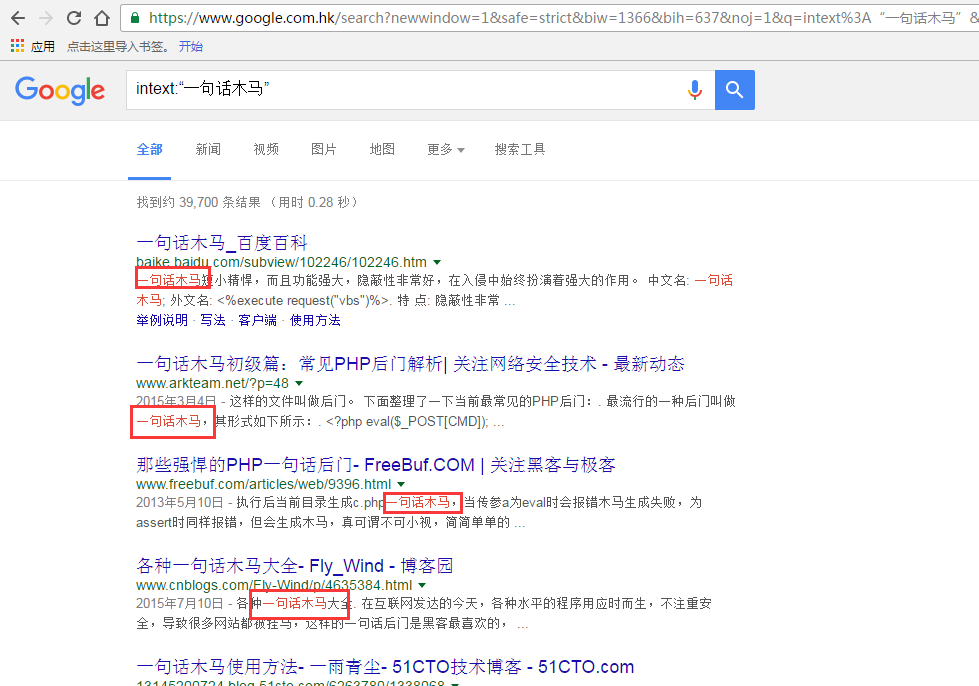 https://www.google.com.hk/search?newwindow=1&safe=strict&biw=1366&bih=637&noj=1&q=intext%3A“一句话木马”&
应用 点击这里导入书签。 开始
Google intext:“一句话木马”
全部 新闻 视频 图片 地图 更多 搜索工具
找到约 39,700 条结果 （用时 0.28 秒）
一句话木马_百度百科
baike.baidu.com/subview/102246/102246.htm
一句话木马短小精悍，而且功能强大，隐蔽性非常好，在入侵中始终扮演着强大的作用。 中文名: 一句话
木马; 外文名: <%execute request("vbs")%>. 特 点: 隐蔽性非常 ...
举例说明 · 写法 · 客户端 · 使用方法
一句话木马初级篇：常见PHP后门解析| 关注网络安全技术 - 最新动态
www.arkteam.net/?p=48
2015年3月4日 - 这样的文件叫做后门。 下面整理了一下当前最常见的PHP后门：. 最流行的一种后门叫做
一句话木马，其形式如下所示：. <?php eval($_POST[CMD]); ...
那些强悍的PHP一句话后门- FreeBuf.COM | 关注黑客与极客
www.freebuf.com/articles/web/9396.html
2013年5月10日 - 执行后当前目录生成c.php一句话木马，当传参a为eval时会报错木马生成失败，为
assert时同样报错，但会生成木马，真可谓不可小视，简简单单的 ...
各种一句话木马大全- Fly_Wind - 博客园
www.cnblogs.com/Fly-Wind/p/4635384.html
2015年7月10日 - 各种一句话木马大全. 在互联网发达的今天，各种水平的程序用应时而生，不注重安
全，导致很多网站都被挂马，这样的一句话后门是黑客最喜欢的， ...
一句话木马使用方法- 一雨青尘- 51CTO技术博客 - 51CTO.com
13145200724.blog.51cto.com/6263780/1338068